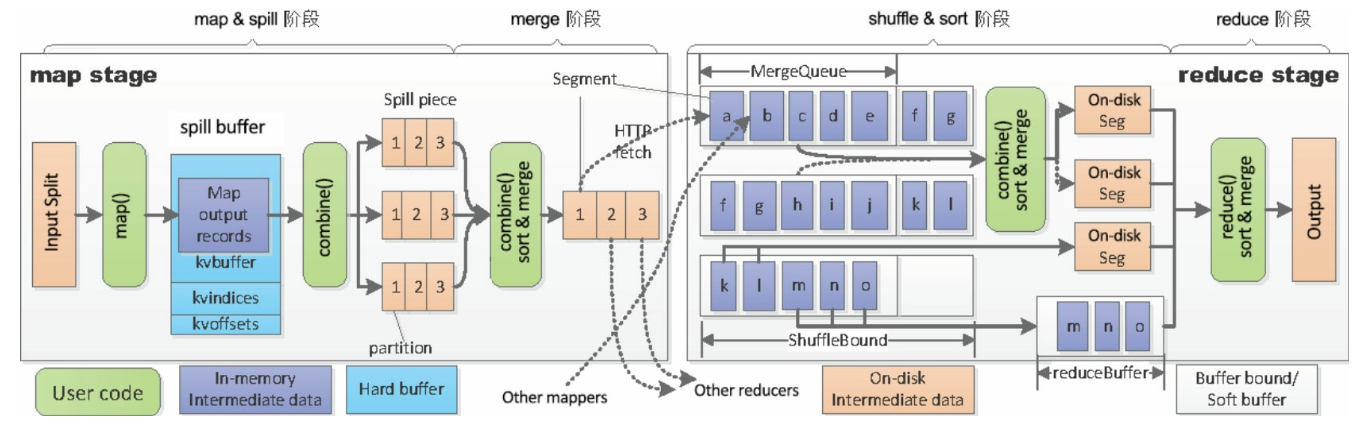 map & spill 阶段
merge 阶段
shuffle & sort 阶段
reduce 阶段
map stage
Input Split
map()
spill buffer
Map
output
records
kvbuffer
kvindices
kvoffsets
combine()
Spill piece
1 2 3
1 2 3
1 2 3
partition
combine()
sort & merge
1 2 3
Segment
HTTP
fetch
Other mappers
Other reducers
reduce stage
MergeQueue
a b c d e f g
f g h i j k l
k l m n o
ShuffleBound
combine()
sort & merge
On-disk
Seg
On-disk
Seg
On-disk
Seg
m n o
reduceBuffer
reduce()
sort & merge
Output
User code
In-memory
Intermediate data
Hard buffer
On-disk
Intermediate data
Buffer bound/
Soft buffer